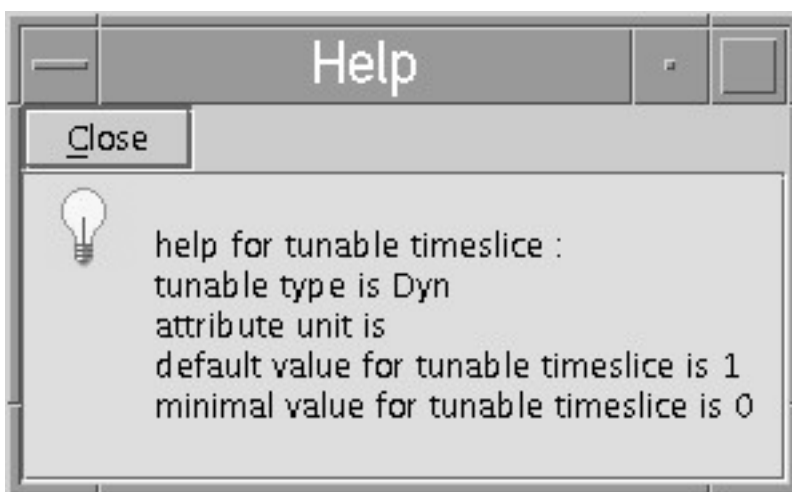 Help
Close
help for tunable timeslice :
tunable type is Dyn
attribute unit is
default value for tunable timeslice is 1
minimal value for tunable timeslice is 0